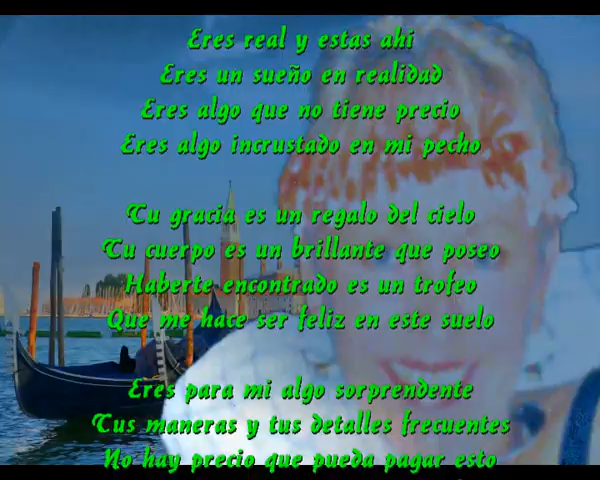 Eres real y estas ahi
Eres un sueño en realidad
Eres algo que no tiene precio
Eres algo incrustado en mi pecho
Tu gracia es un regalo del cielo
Tu cuerpo es un brillante que poseo
Haberte encontrado es un trofeo
Que me hace ser feliz en este suelo
Eres para mi algo sorprendente
Tus maneras y tus detalles frecuentes
No hay precio que pueda pagar esto